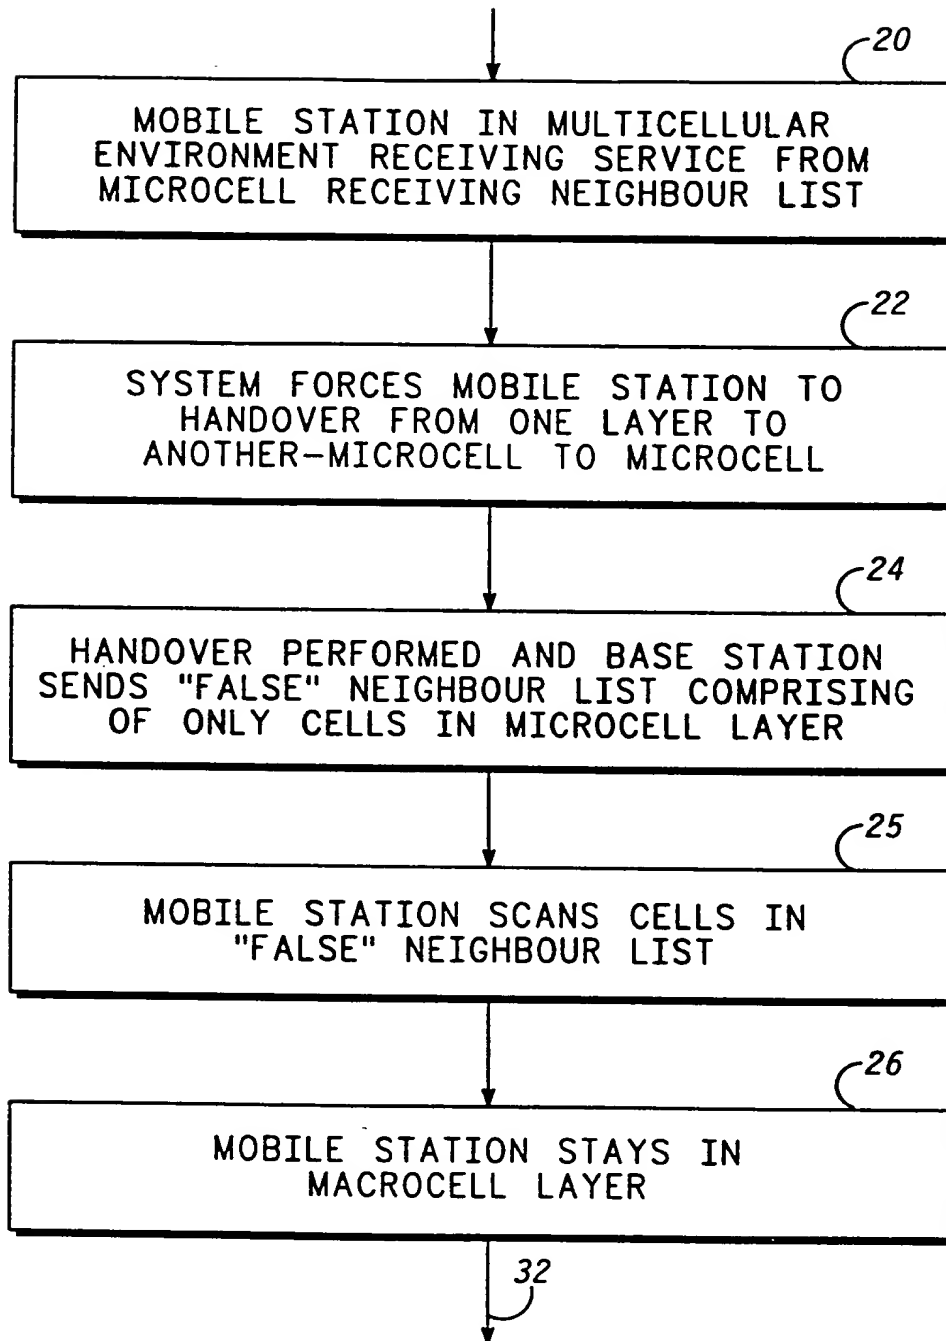 20
MOBILE STATION IN MULTICELLULAR
ENVIRONMENT RECEIVING SERVICE FROM
MICROCELL RECEIVING NEIGHBOUR LIST
22
SYSTEM FORCES MOBILE STATION TO
HANDOVER FROM ONE LAYER TO
ANOTHER-MICROCELL TO MICROCELL
24
HANDOVER PERFORMED AND BASE STATION
SENDS "FALSE" NEIGHBOUR LIST COMPRISING
OF ONLY CELLS IN MICROCELL LAYER
25
MOBILE STATION SCANS CELLS IN
"FALSE" NEIGHBOUR LIST
26
MOBILE STATION STAYS IN
MACROCELL LAYER
32